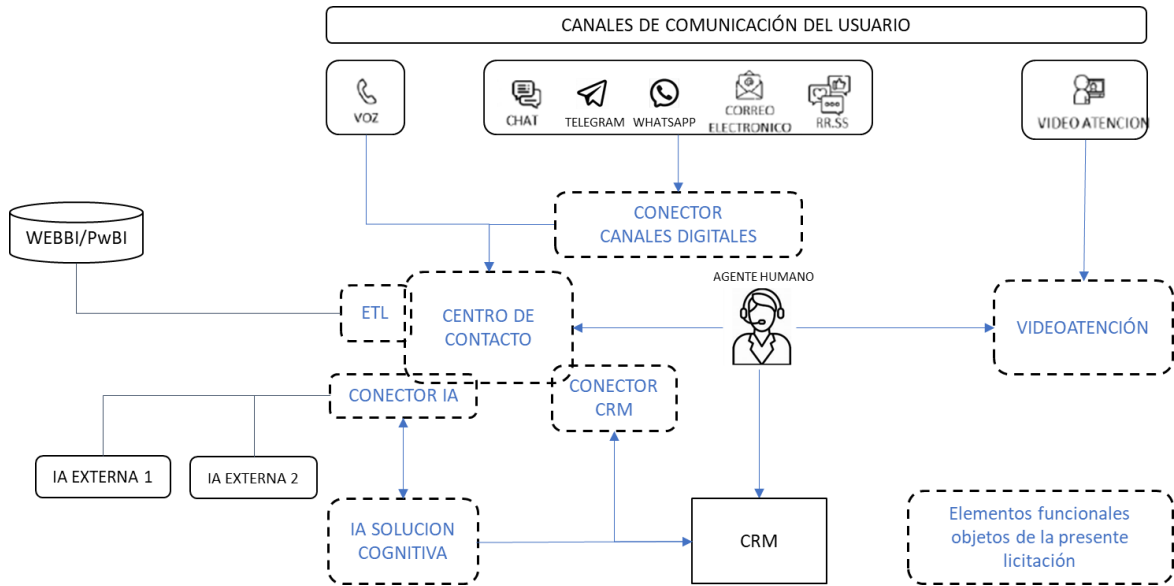 CANALES DE COMUNICACIÓN DEL USUARIO
VOZ
CHAT
TELEGRAM
WHATSAPP
CORREO
ELECTRONICO
RR.SS
VIDEO ATENCION
CONECTOR
CANALES DIGITALES
WEBBI/PwBI
AGENTE HUMANO
ETL
CENTRO DE
CONTACTO
VIDEOATENCIÓN
CONECTOR IA
CONECTOR
CRM
IA EXTERNA 1
IA EXTERNA 2
IA SOLUCION
COGNITIVA
CRM
Elementos funcionales
objetos de la presente
licitación